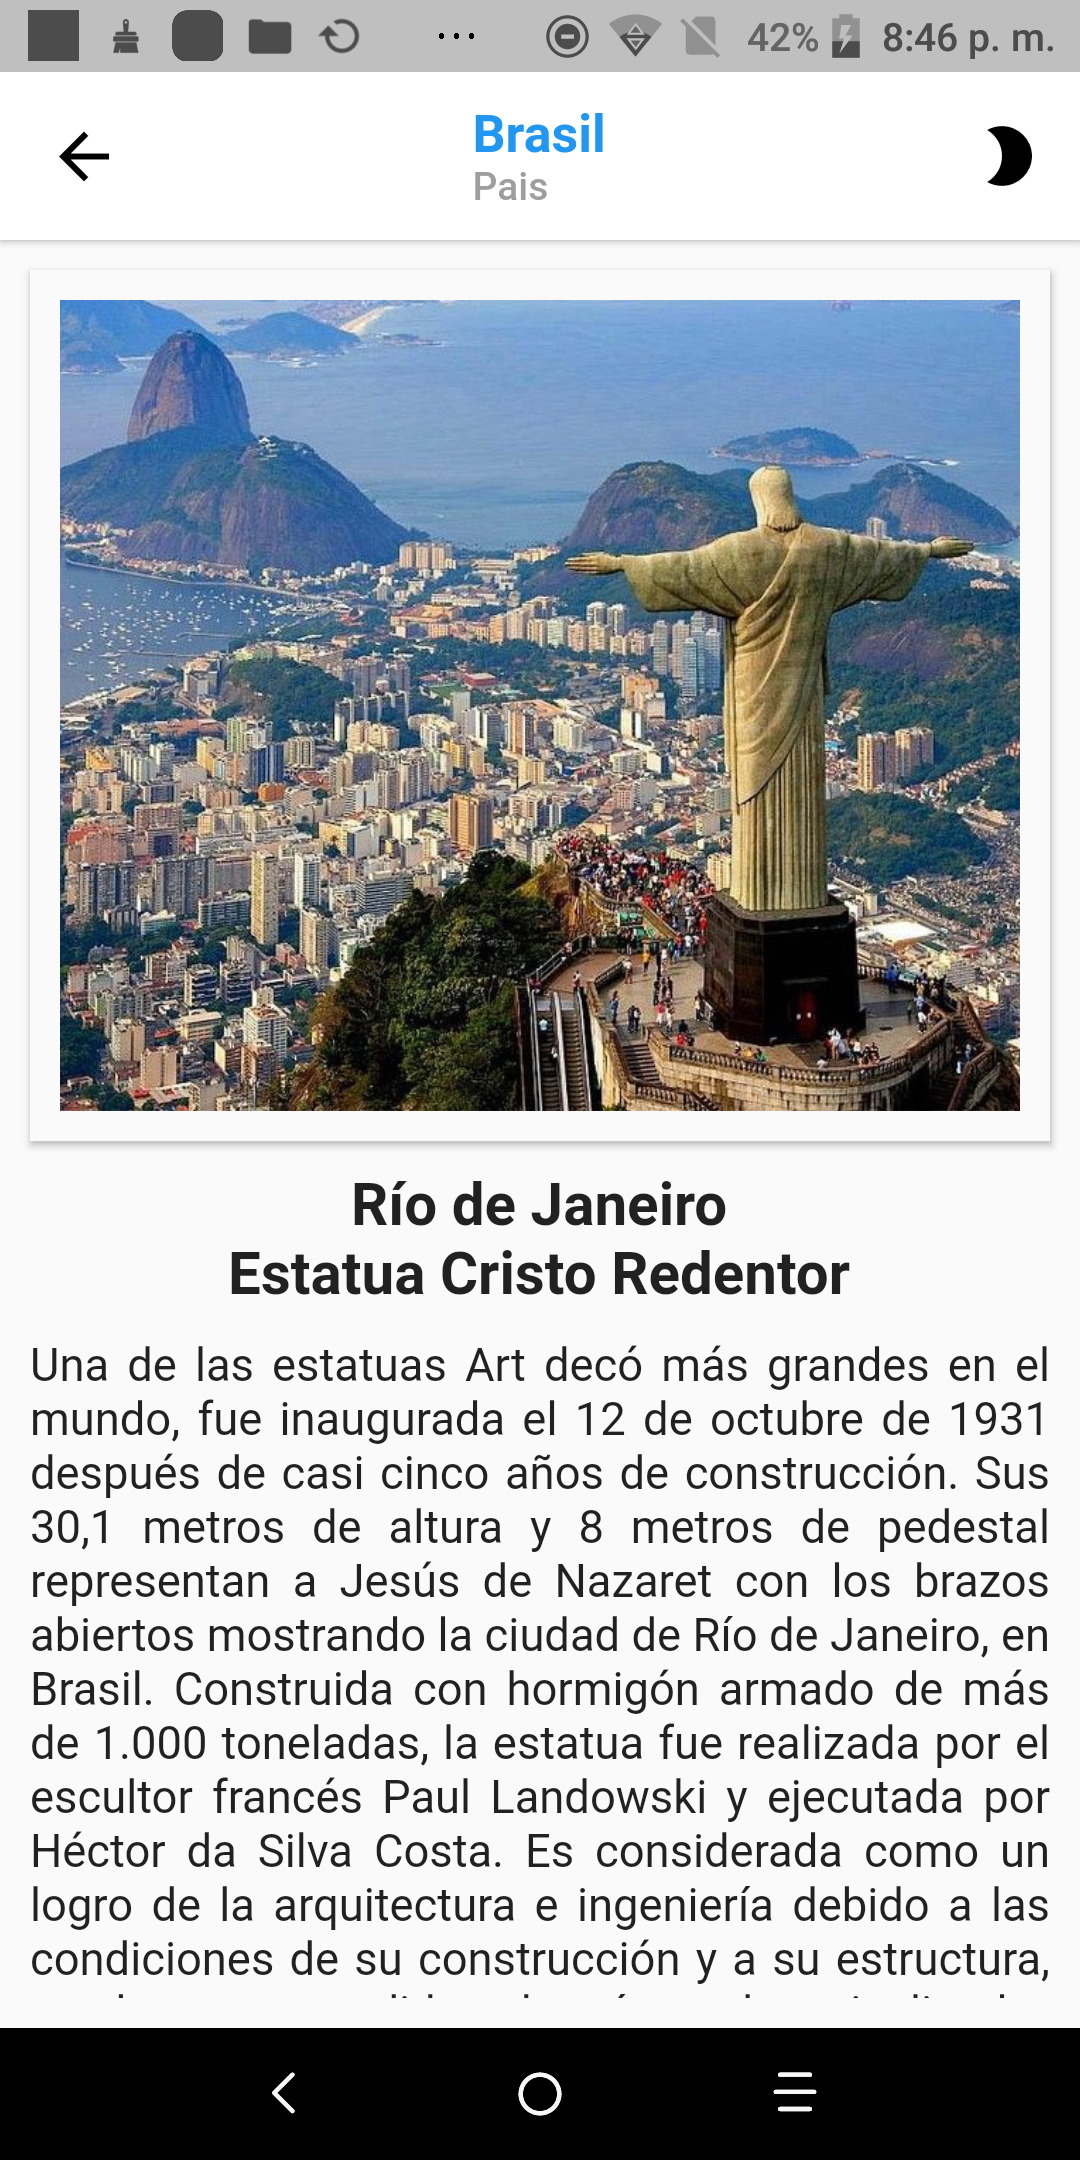 42% 8:46 p. m.
Brasil
Pais
Río de Janeiro
Estatua Cristo Redentor
Una de las estatuas Art decó más grandes en el
mundo, fue inaugurada el 12 de octubre de 1931
después de casi cinco años de construcción. Sus
30,1 metros de altura y 8 metros de pedestal
representan a Jesús de Nazaret con los brazos
abiertos mostrando la ciudad de Río de Janeiro, en
Brasil. Construida con hormigón armado de más
de 1.000 toneladas, la estatua fue realizada por el
escultor francés Paul Landowski y ejecutada por
Héctor da Silva Costa. Es considerada como un
logro de la arquitectura e ingeniería debido a las
condiciones de su construcción y a su estructura,